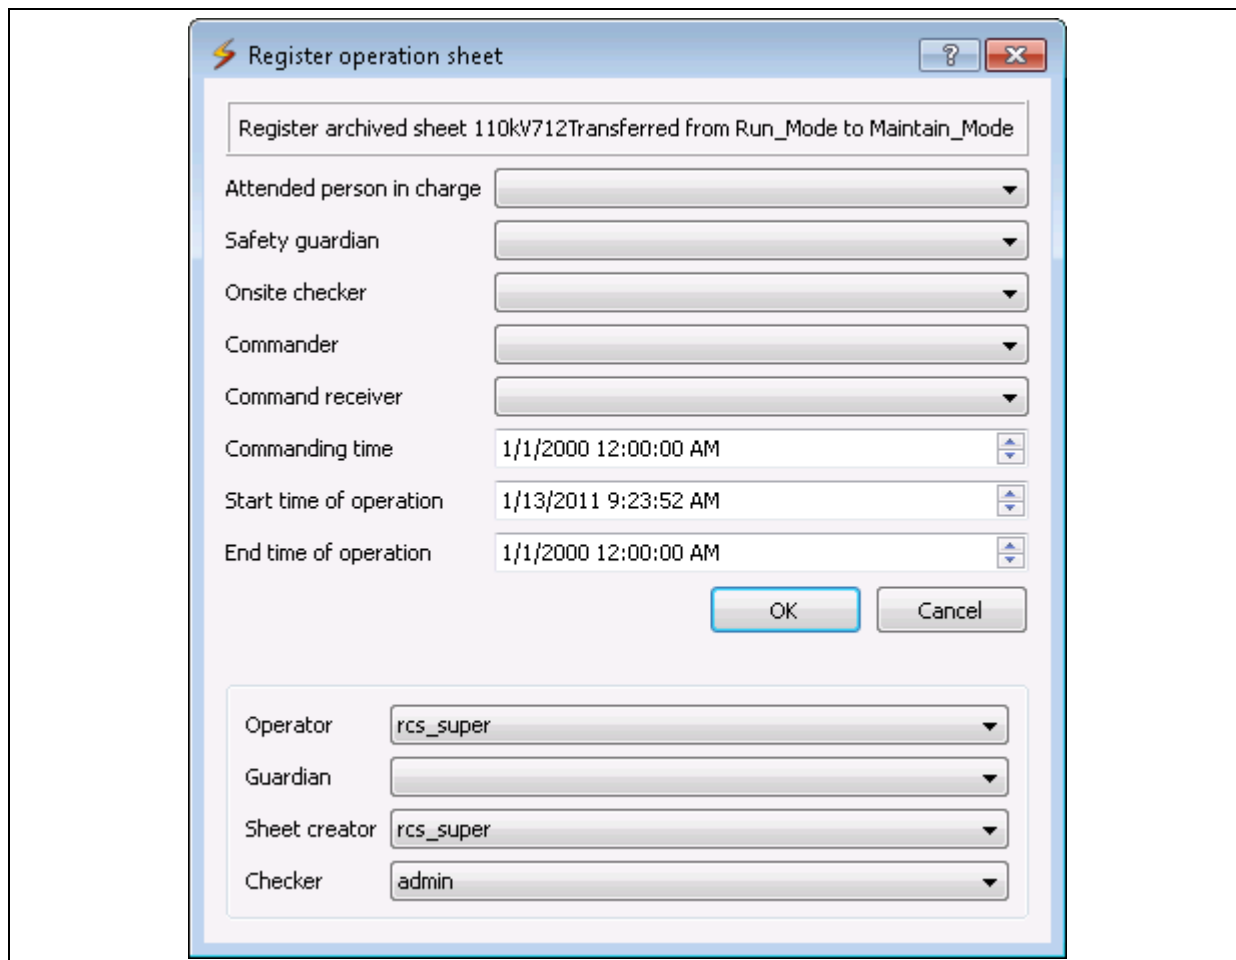 Register operation sheet
Register archived sheet 110kV712Transferred from Run_Mode to Maintain_Mode
Attended person in charge
Safety guardian
Onsite checker
Commander
Command receiver
Commanding time 1/1/2000 12:00:00 AM
Start time of operation 1/13/2011 9:23:52 AM
End time of operation 1/1/2000 12:00:00 AM
OK Cancel
Operator rcs_super
Guardian
Sheet creator rcs_super
Checker admin